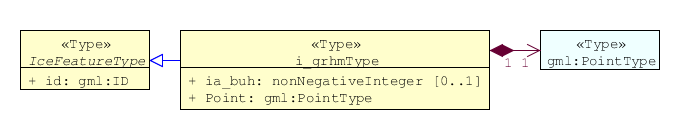 «Type»
IceFeatureType
+ id: gml:ID
«Type»
i_grhmType
+ ia_buh: nonNegativeInteger [0..1]
+ Point: gml:PointType
1 1
«Type»
gml:PointType